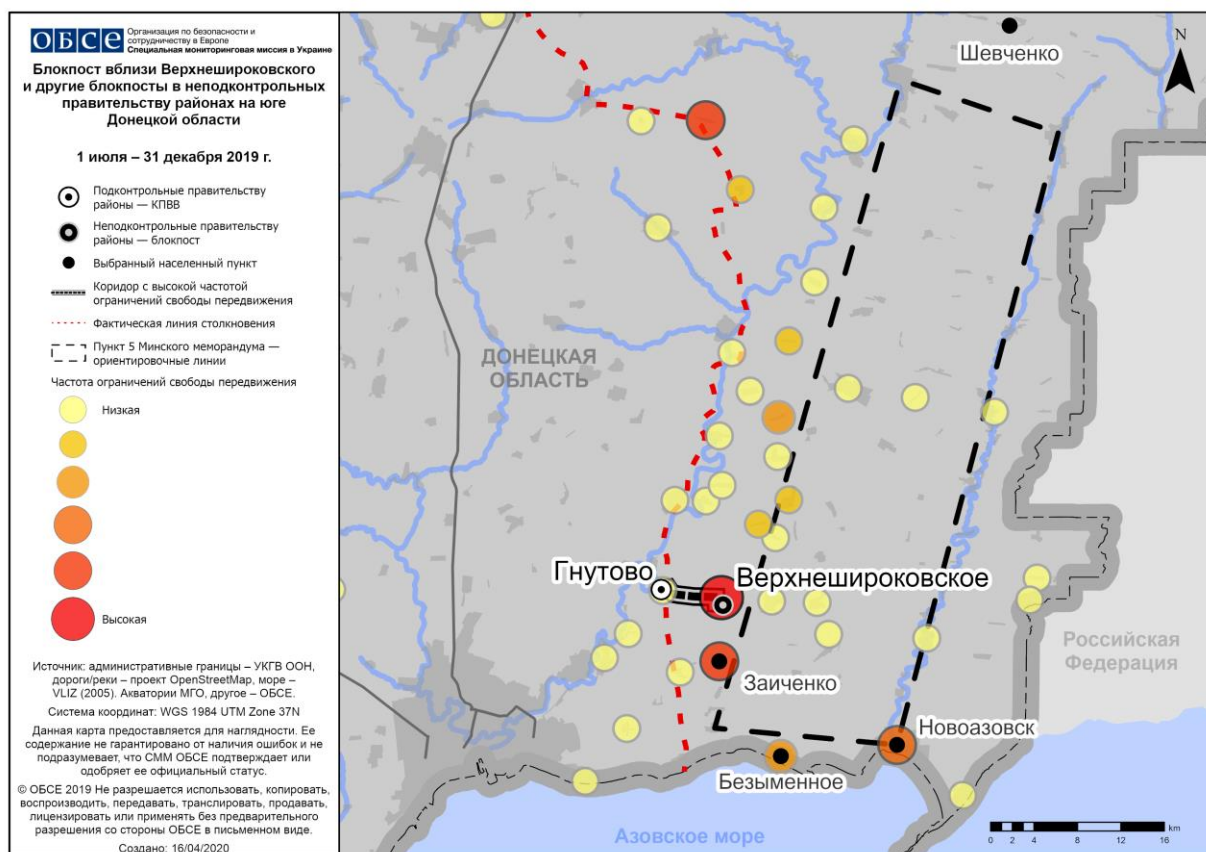 ОБСЕ
Организация по безопасности и
сотрудничеству в Европе
Специальная мониторинговая миссия в Украине
Блокпост вблизи Верхнешироковского
и другие блокпосты в неподконтрольных
правительству районах на юге
Донецкой области
1 июля – 31 декабря 2019 г.
Подконтрольные правительству
районы — КПВВ
Неподконтрольные правительству
районы — блокпост
Выбранный населенный пункт
Коридор с высокой частотой
ограничений свободы передвижения
Фактическая линия столкновения
Пункт 5 Минского меморандума —
ориентировочные линии
Частота ограничений свободы передвижения
Низкая
Высокая
Источник: административные границы – УКГВ ООН,
дороги/реки – проект OpenStreetMap, море –
VLIZ (2005). Акватории МГО, другое – ОБСЕ.
Система координат: WGS 1984 UTM Zone 37N
Данная карта предоставляется для наглядности. Ее
содержание не гарантировано от наличия ошибок и не
подразумевает, что СММ ОБСЕ подтверждает или
одобряет ее официальный статус.
© ОБСЕ 2019 Не разрешается использовать, копировать,
воспроизводить, передавать, транслировать, продавать,
лицензировать или применять без предварительного
разрешения со стороны ОБСЕ в письменном виде.
Создано: 16/04/2020
Шевченко
N
ДОНЕЦКАЯ
ОБЛАСТЬ
Гнутово
Верхнешироковское
Российская
Федерация
Заиченко
Новоазовск
Безыменное
Азовское море
km
0 1 2 4 8 12 16